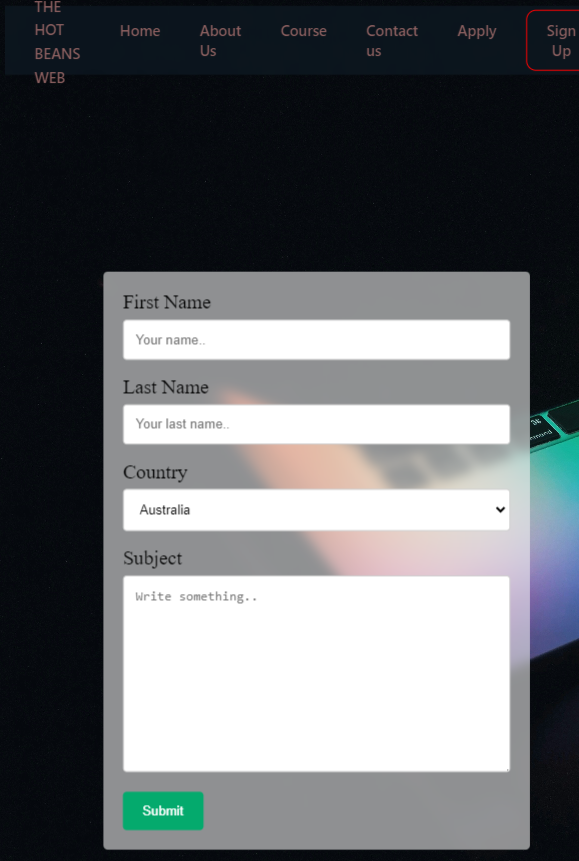 THE
HOT
BEANS
WEB
Home
About
Us
Course
Contact
us
Apply
Sign
Up
First Name
Your name..
Last Name
Your last name..
Country
Australia
Subject
Write something..
Submit
⌘
command